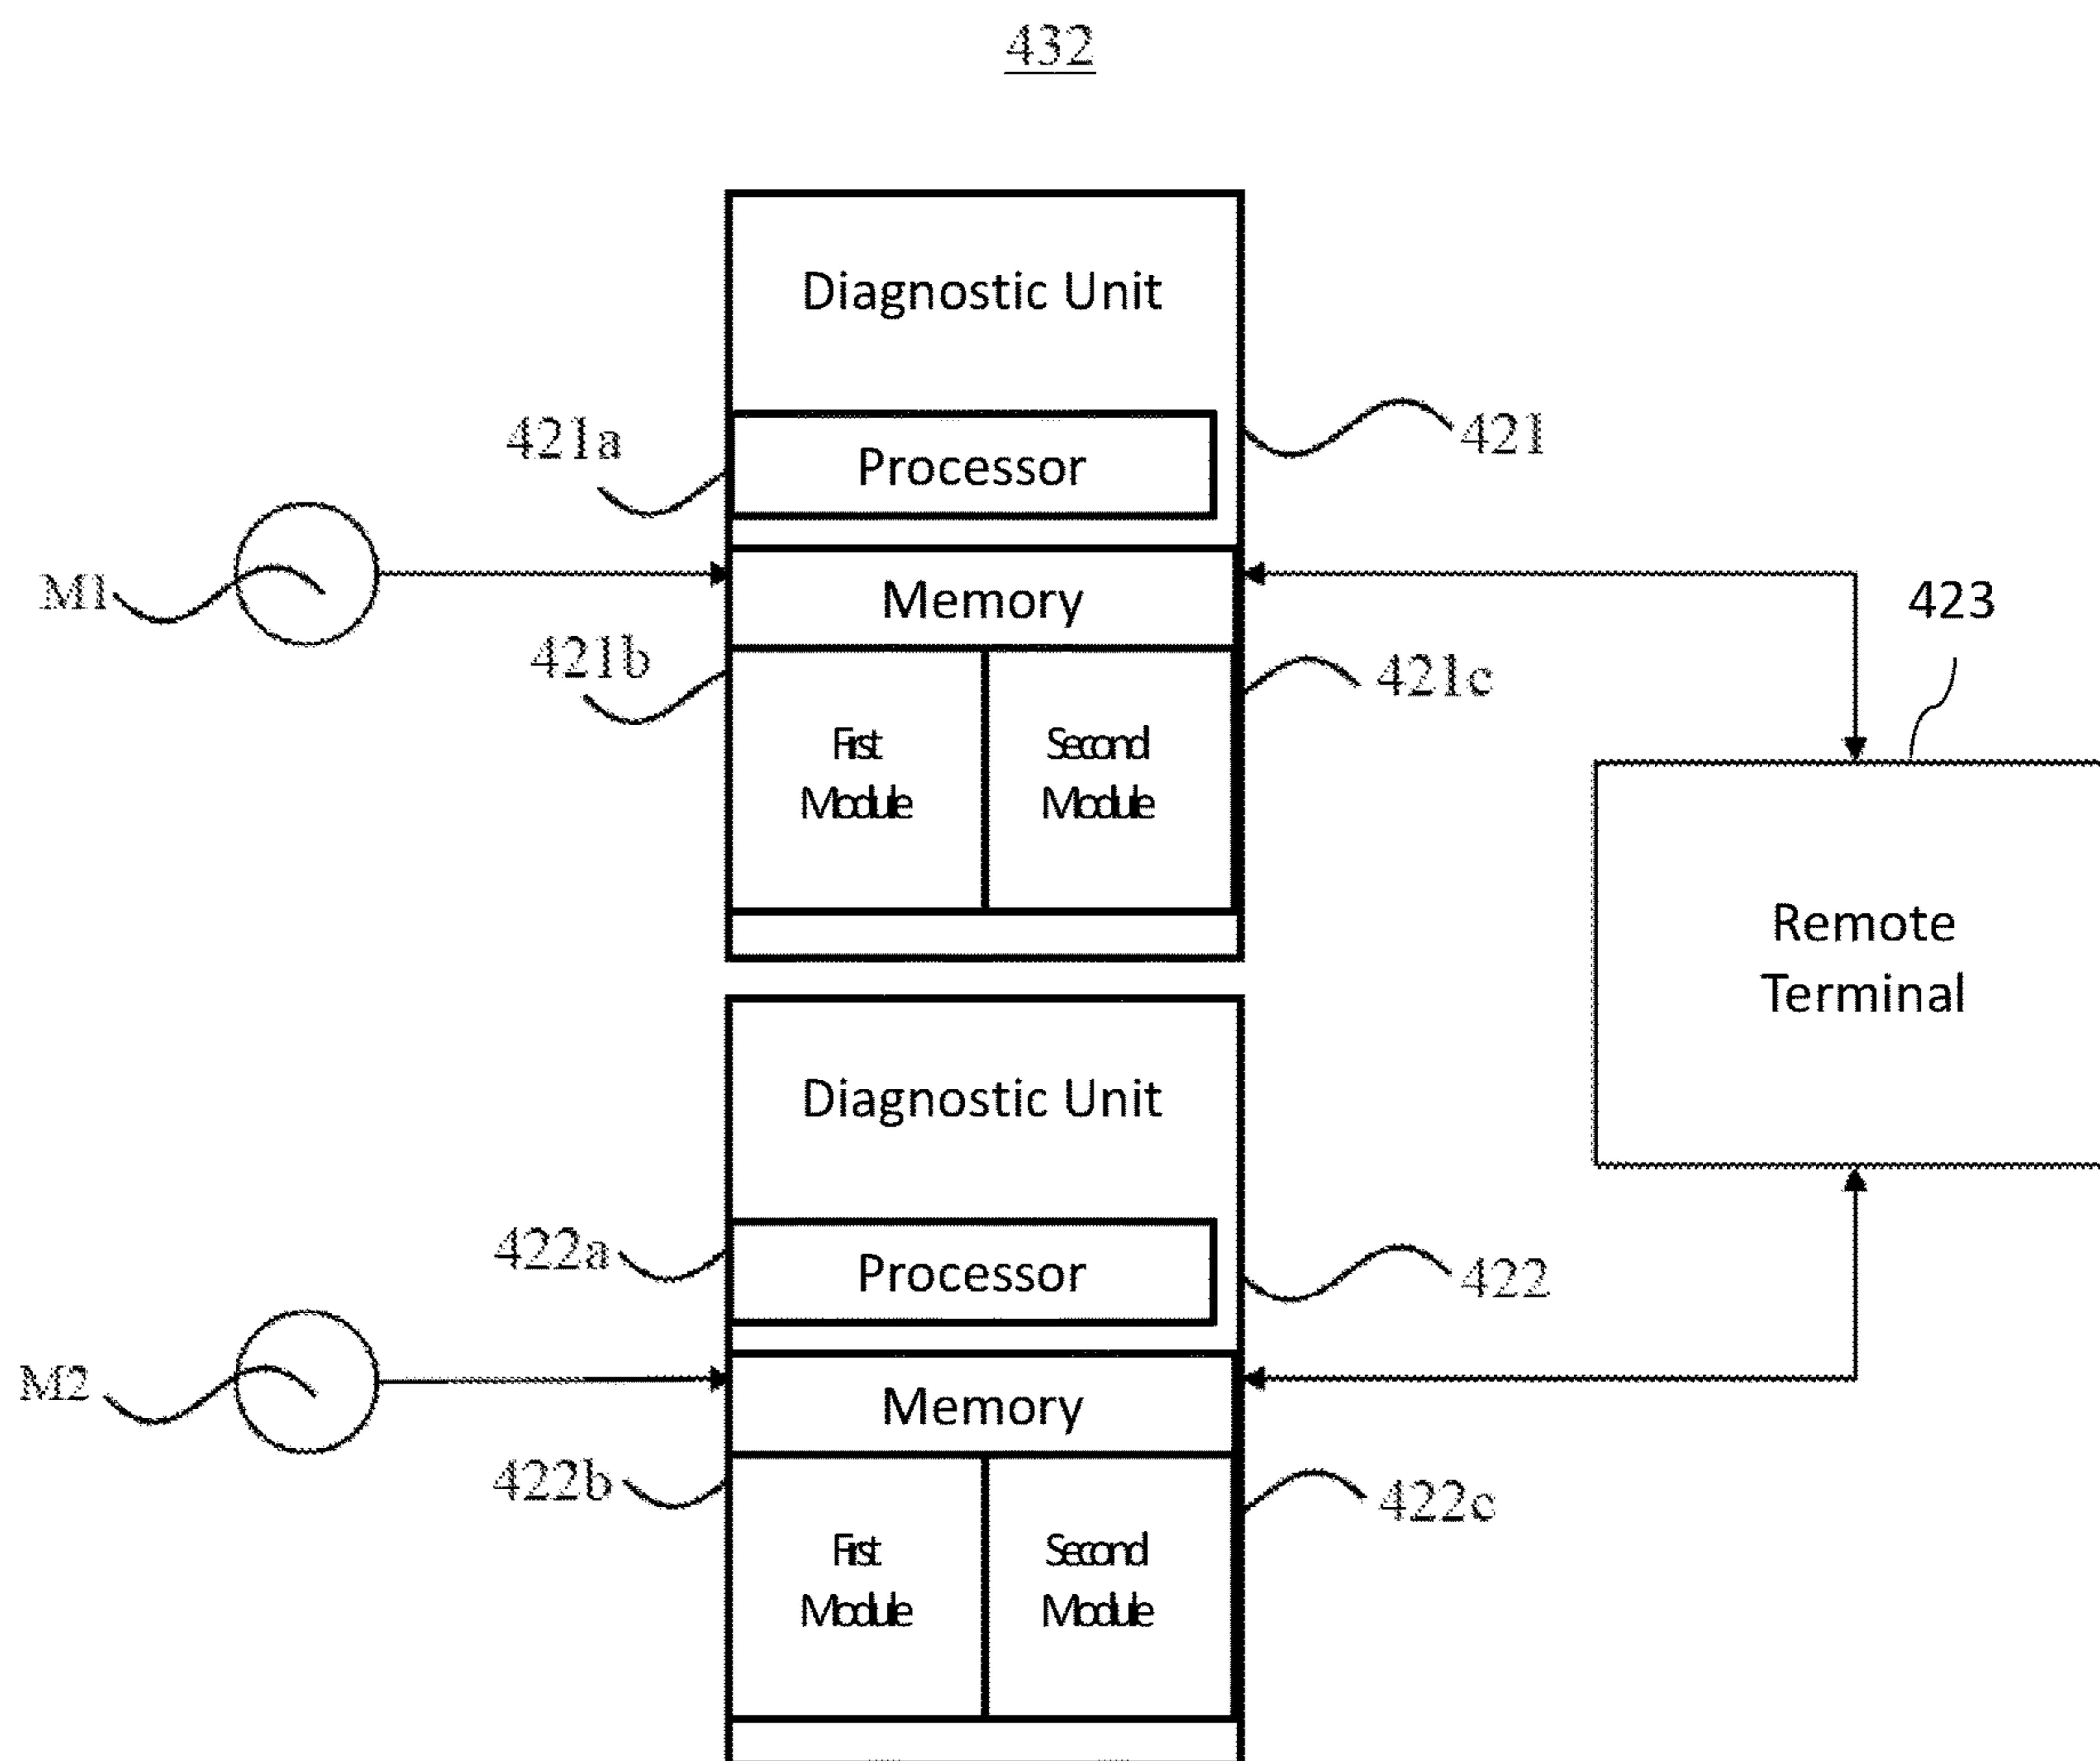 432
Diagnostic Unit
421a
Processor
421
M1
Memory
423
421b
421c
First
Module
Second
Module
Remote
Terminal
Diagnostic Unit
422a
Processor
422
M2
Memory
422b
422c
First
Module
Second
Module